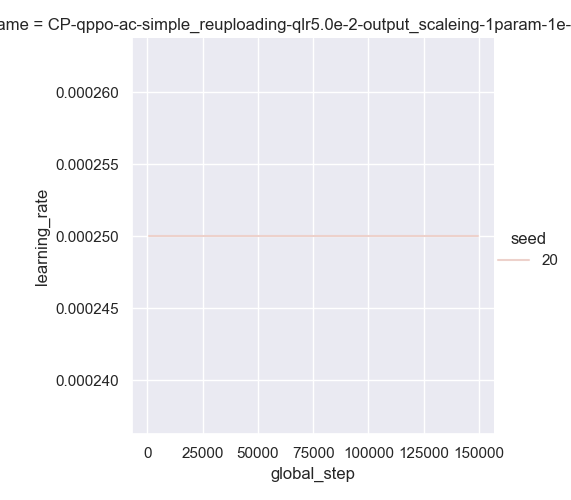 ame = CP-qppo-ac-simple_reuploading-qlr5.0e-2-output_scaleing-1param-1e-
0.000260
0.000255
0.000250
0.000245
0.000240
learning_rate
seed
20
0 25000 50000 75000 100000 125000 150000
global_step